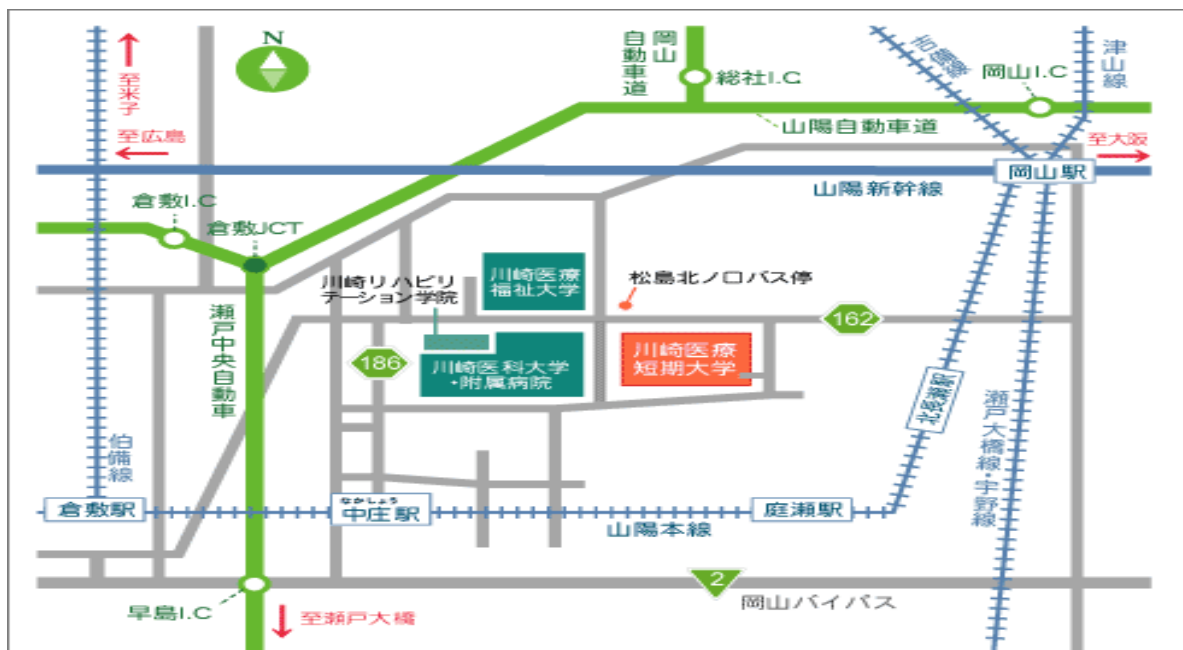 N
至米子
至広島
岡山
自動車道
総社I.C
吉備線
岡山I.C
津山線
山陽自動車道
至大阪
岡山駅
山陽新幹線
倉敷I.C
倉敷JCT
川崎リハビリ
テーション学院
川崎医療
福祉大学
松島北ノ口バス停
瀬戸中央自動車
186
川崎医科大学
・附属病院
川崎医療
短期大学
162
北長瀬駅
瀬戸大橋線・宇野線
伯備線
倉敷駅
なかしょう
中庄駅
山陽本線
庭瀬駅
早島I.C
至瀬戸大橋
2
岡山バイパス